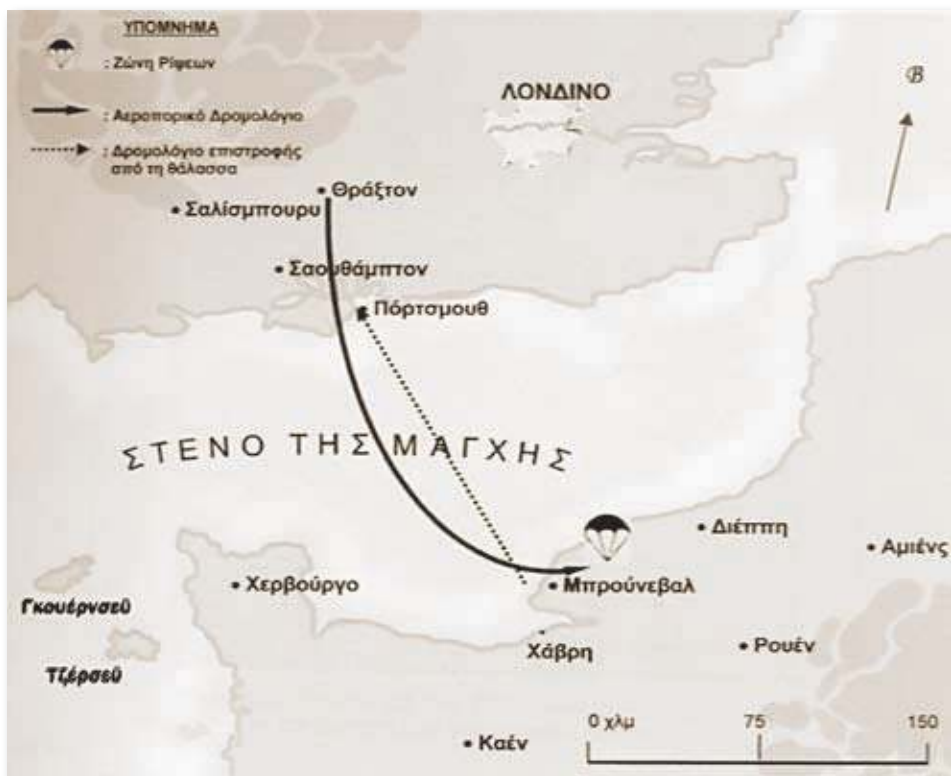 ΥΠΟΜΝΗΜΑ
: Ζώνη Ρίψεων
: Αεροπορικό Δρομολόγιο
: Δρομολόγιο επιστροφής
από τη θάλασσα
ΛΟΝΔΙΝΟ
Β
Θράξτον
Σαλίσμπουρυ
Σαουθάμπτον
Πόρτσμουθ
ΣΤΕΝΟ ΤΗΣ ΜΑΓΧΗΣ
Διέππη
Αμιένς
Χερβούργο
Μπρούνεβαλ
Γκουέρνσεϋ
Χάβρη
Ρουέν
Τζέρσεϋ
0 χλμ 75 150
Καέν